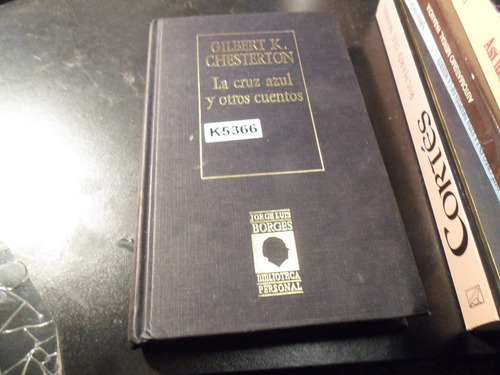 GILBERT K.
CHESTERTON
La cruz azul
y otros cuentos
K5366
JORGE LUIS
BORGES
BIBLIOTECA
PERSONAL
CORTÉS